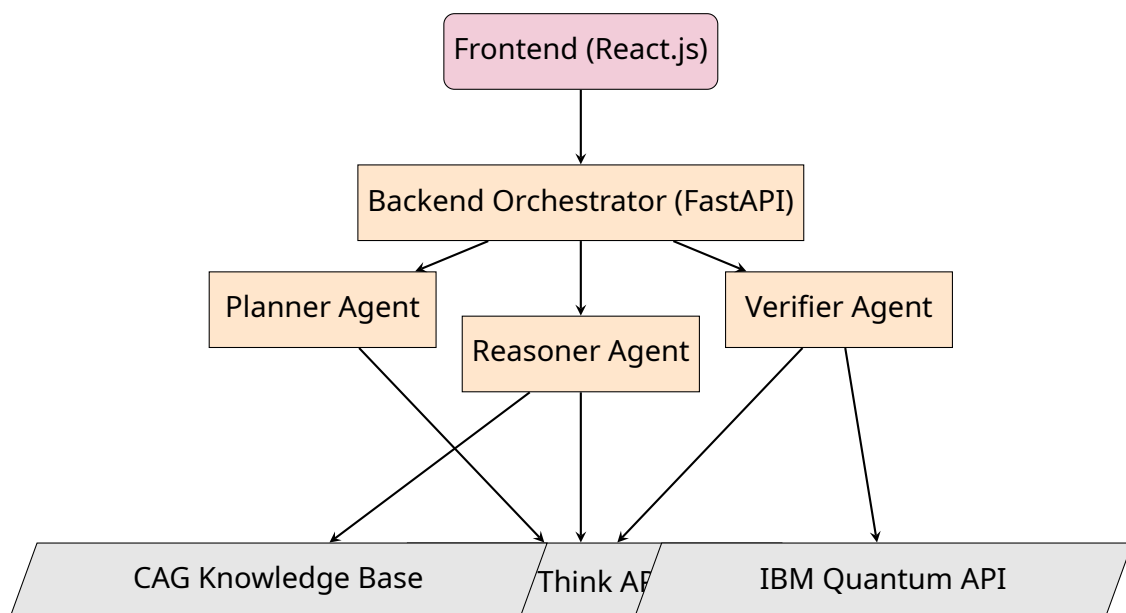 Frontend (React.js)
Backend Orchestrator (FastAPI)
Planner Agent
Verifier Agent
Reasoner Agent
CAG Knowledge Base
Think AP
IBM Quantum API